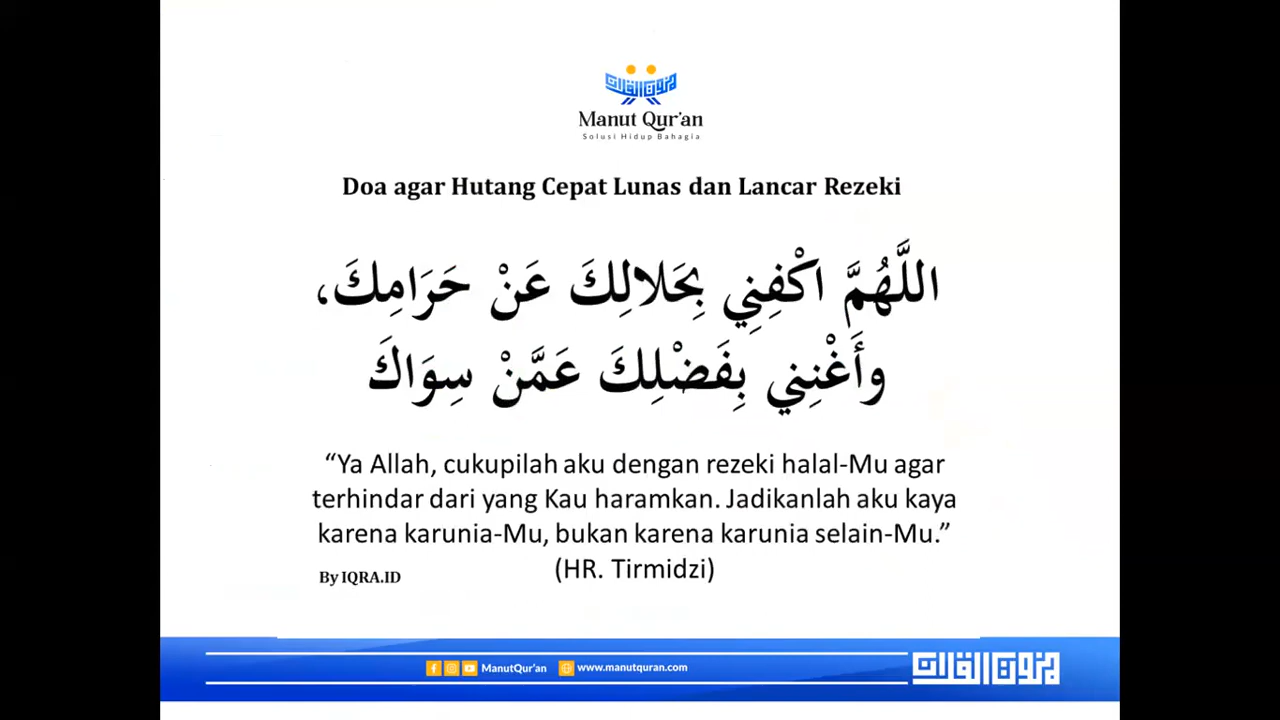 Manut Qur'an
Solusi Hidup Bahagia
Doa agar Hutang Cepat Lunas dan Lancar Rezeki
اللَّهُمَّ اكْفِنِي بِحَلالِكَ عَنْ حَرَامِكَ،
وأَغْنِنِي بِفَضْلِكَ عَمَّنْ سِوَاكَ
“Ya Allah, cukupilah aku dengan rezeki halal-Mu agar
terhindar dari yang Kau haramkan. Jadikanlah aku kaya
karena karunia-Mu, bukan karena karunia selain-Mu.”
(HR. Tirmidzi)
By IQRA.ID
ManutQur'an www.manutquran.com